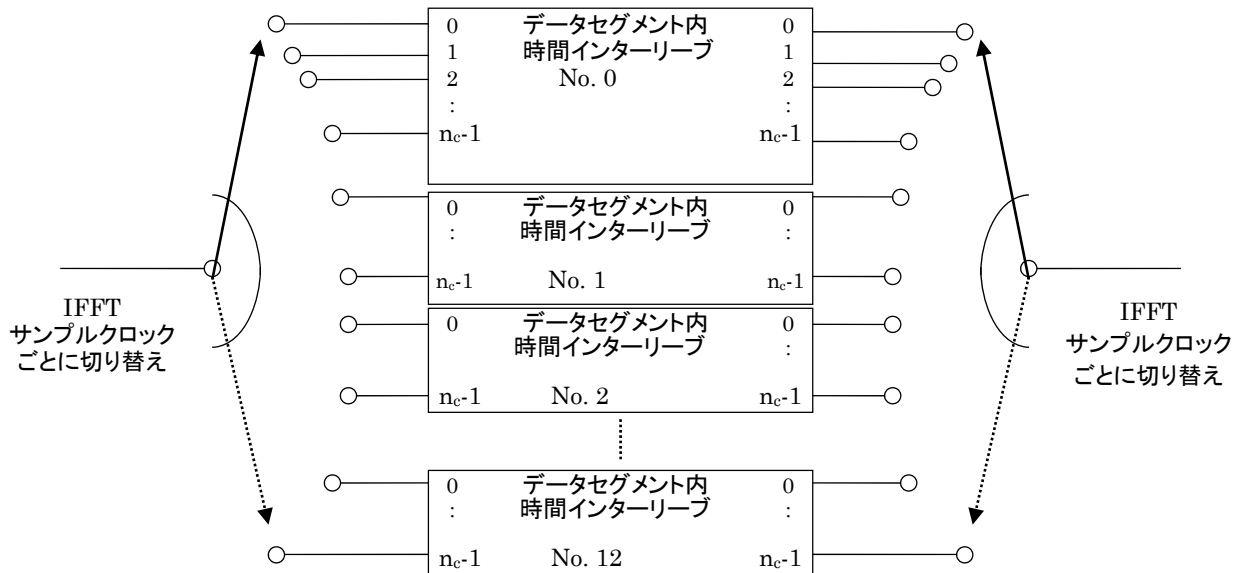 0 データセグメント内 0
1 時間インターリーブ 1
2 No. 0 2
: :
nc-1 nc-1
0 データセグメント内 0
: 時間インターリーブ :
nc-1 No. 1 nc-1
0 データセグメント内 0
時間インターリーブ :
nc-1 No. 2 nc-1
0 データセグメント内 0
: 時間インターリーブ :
nc-1 No. 12 nc-1
IFFT
サンプルクロック
ごとに切り替え
IFFT
サンプルクロック
ごとに切り替え